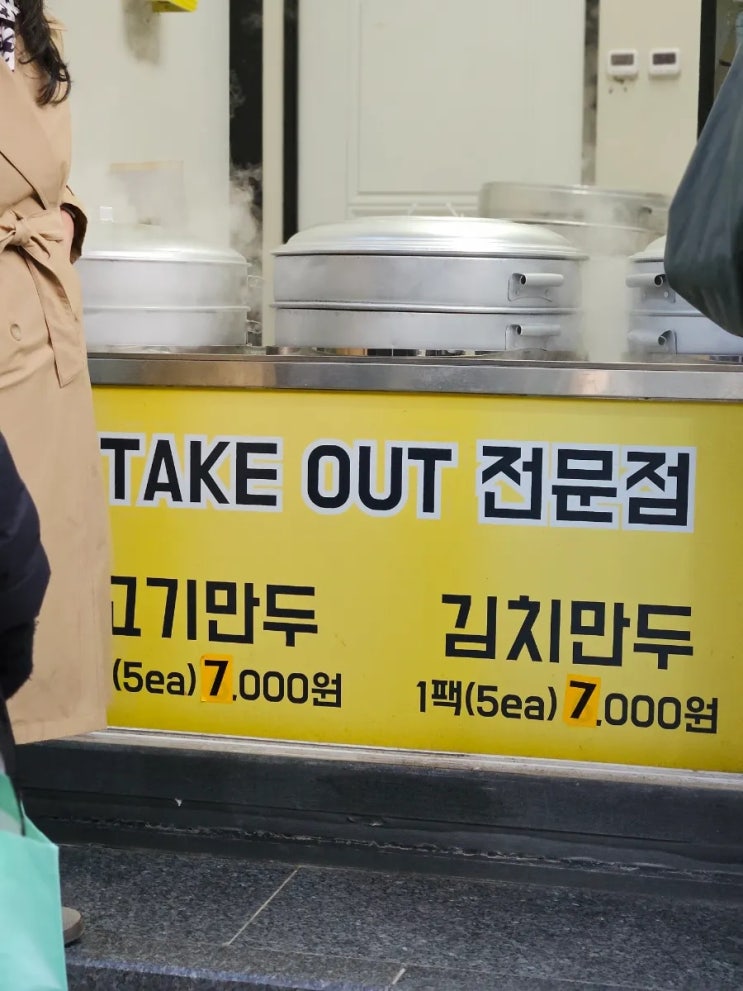 TAKE OUT 전문점
고기만두
김치만두
(5ea) 7,000원
1팩(5ea) 7,000원